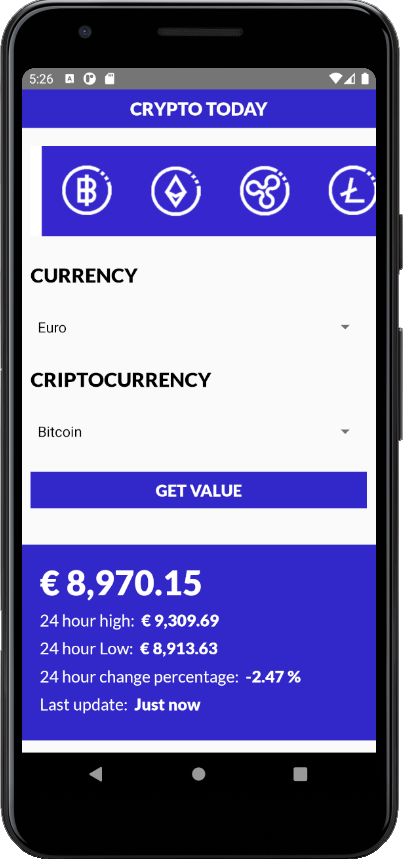 5:26
CRYPTO TODAY
CURRENCY
Euro
CRIPTOCURRENCY
Bitcoin
GET VALUE
€ 8,970.15
24 hour high: € 9,309.69
24 hour Low: € 8,913.63
24 hour change percentage: -2.47 %
Last update: Just now